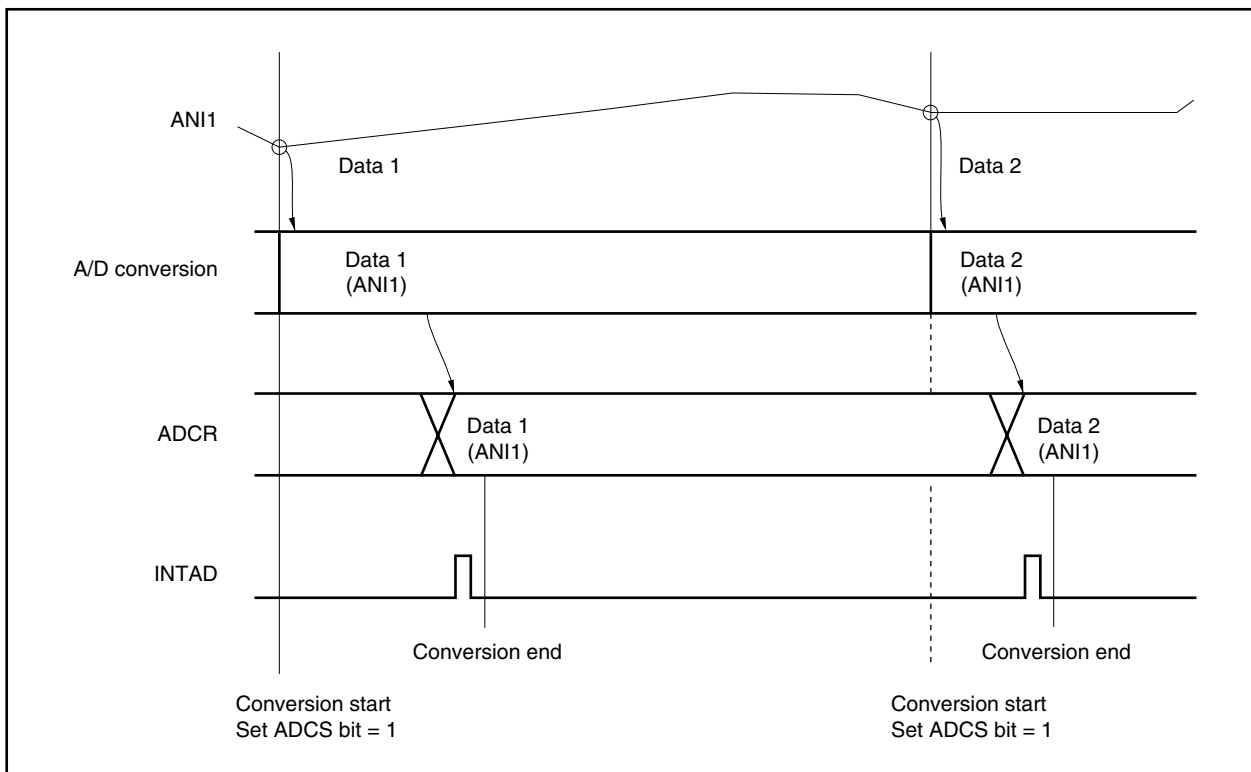 ANI1
Data 1
Data 2
A/D conversion
Data 1
(ANI1)
Data 2
(ANI1)
ADCR
Data 1
(ANI1)
Data 2
(ANI1)
INTAD
Conversion end
Conversion end
Conversion start
Set ADCS bit = 1
Conversion start
Set ADCS bit = 1